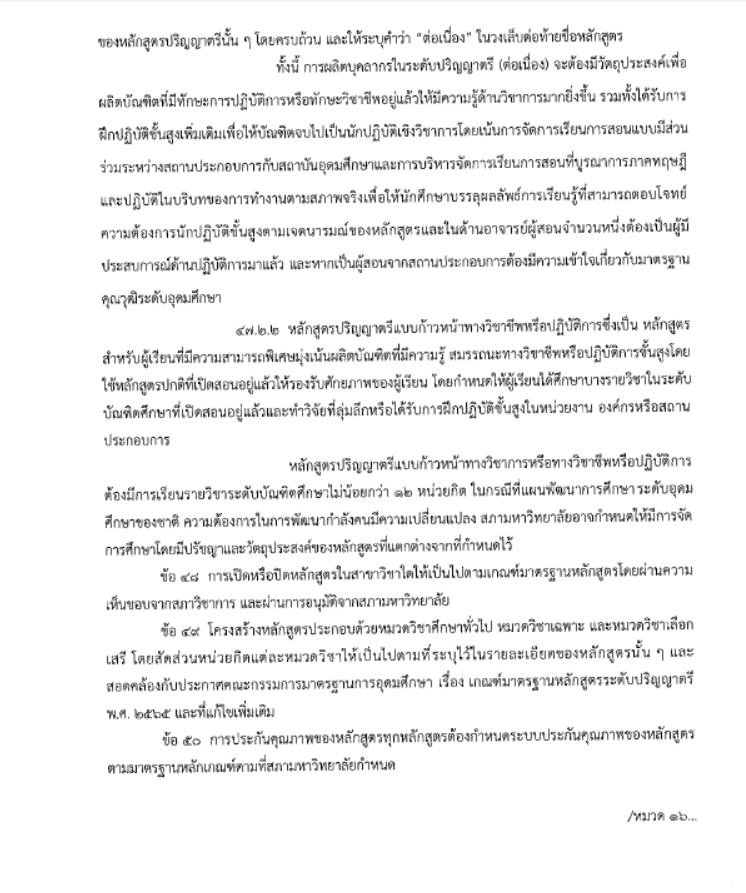 ของหลักสูตรปริญญาตรีนั้น ๆ โดยครบถ้วน และให้ระบุคำว่า “ต่อเนื่อง” ในวงเล็บต่อท้ายชื่อหลักสูตร
ทั้งนี้ การผลิตบุคลากรในระดับปริญญาตรี (ต่อเนื่อง) จะต้องมีวัตถุประสงค์เพื่อ
ผลิตบัณฑิตที่มีทักษะการปฏิบัติการหรือทักษะวิชาชีพอยู่แล้วให้มีความรู้ด้านวิชาการมากยิ่งขึ้น รวมทั้งได้รับการ
ฝึกปฏิบัติขั้นสูงเพิ่มเติมเพื่อให้บัณฑิตจบไปเป็นนักปฏิบัติเชิงวิชาการโดยเน้นการจัดการเรียนการสอนแบบมีส่วน
ร่วมระหว่างสถานประกอบการกับสถาบันอุดมศึกษาและการบริหารจัดการเรียนการสอนที่บูรณาการภาคทฤษฎี
และปฏิบัติในบริบทของการทำงานตามสภาพจริงเพื่อให้นักศึกษาบรรลุผลลัพธ์การเรียนรู้ที่สามารถตอบโจทย์
ความต้องการนักปฏิบัติขั้นสูงตามเจตนารมณ์ของหลักสูตรและในด้านอาจารย์ผู้สอนจำนวนหนึ่งต้องเป็นผู้มี
ประสบการณ์ด้านปฏิบัติการมาแล้ว และหากเป็นผู้สอนจากสถานประกอบการต้องมีความเข้าใจเกี่ยวกับมาตรฐาน
คุณวุฒิระดับอุดมศึกษา
๔๗.๒.๒ หลักสูตรปริญญาตรีแบบก้าวหน้าทางวิชาชีพหรือปฏิบัติการซึ่งเป็น หลักสูตร
สำหรับผู้เรียนที่มีความสามารถพิเศษมุ่งเน้นผลิตบัณฑิตที่มีความรู้ สมรรถนะทางวิชาชีพหรือปฏิบัติการขั้นสูงโดย
ใช้หลักสูตรปกติที่เปิดสอนอยู่แล้วให้รองรับศักยภาพของผู้เรียน โดยกำหนดให้ผู้เรียนได้ศึกษาบางรายวิชาในระดับ
บัณฑิตศึกษาที่เปิดสอนอยู่แล้วและทำวิจัยที่ลุ่มลึกหรือได้รับการฝึกปฏิบัติขั้นสูงในหน่วยงาน องค์กรหรือสถาน
ประกอบการ
หลักสูตรปริญญาตรีแบบก้าวหน้าทางวิชาการหรือทางวิชาชีพหรือปฏิบัติการ
ต้องมีการเรียนรายวิชาระดับบัณฑิตศึกษาไม่น้อยกว่า ๑๒ หน่วยกิต ในกรณีที่แผนพัฒนาการศึกษา ระดับอุดม
ศึกษาของชาติ ความต้องการในการพัฒนากำลังคนมีความเปลี่ยนแปลง สภามหาวิทยาลัยอาจกำหนดให้มีการจัด
การศึกษาโดยมีปรัชญาและวัตถุประสงค์ของหลักสูตรที่แตกต่างจากที่กำหนดไว้
ข้อ ๔๘ การเปิดหรือปิดหลักสูตรในสาขาวิชาใดให้เป็นไปตามเกณฑ์มาตรฐานหลักสูตรโดยผ่านความ
เห็นชอบจากสภาวิชาการ และผ่านการอนุมัติจากสภามหาวิทยาลัย
ข้อ ๔๙ โครงสร้างหลักสูตรประกอบด้วยหมวดวิชาศึกษาทั่วไป หมวดวิชาเฉพาะ และหมวดวิชาเลือก
เสรี โดยสัดส่วนหน่วยกิตแต่ละหมวดวิชาให้เป็นไปตามที่ระบุไว้ในรายละเอียดของหลักสูตรนั้น ๆ และ
สอดคล้องกับประกาศคณะกรรมการมาตรฐานการอุดมศึกษา เรื่อง เกณฑ์มาตรฐานหลักสูตรระดับปริญญาตรี
พ.ศ. ๒๕๖๕ และที่แก้ไขเพิ่มเติม
ข้อ ๕๐ การประกันคุณภาพของหลักสูตรทุกหลักสูตรต้องกำหนดระบบประกันคุณภาพของหลักสูตร
ตามมาตรฐานหลักเกณฑ์ตามที่สภามหาวิทยาลัยกำหนด
/หมวด ๑๖...